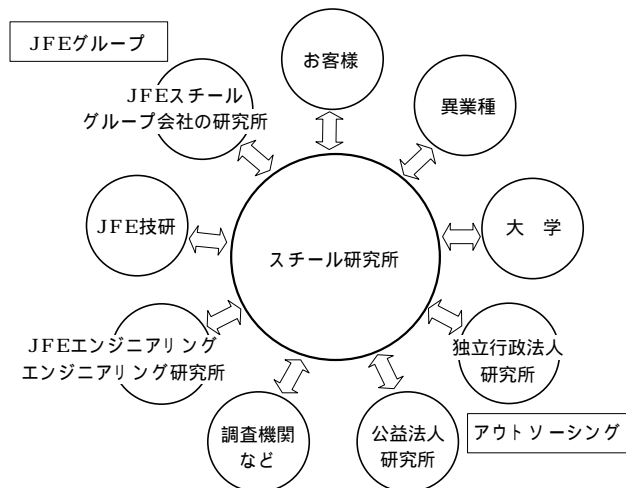 JFEグループ
お客様
異業種
JFEスチール
グループ会社の研究所
JFE技研
大　学
スチール研究所
JFEエンジニアリング
エンジニアリング研究所
独立行政法人
研究所
調査機関
など
公益法人
研究所
アウトソーシング